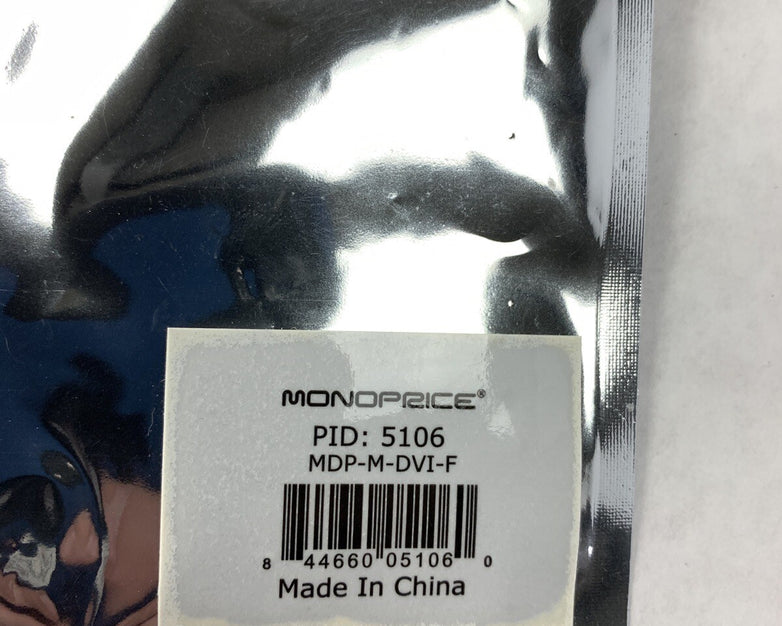 MONOPRICE®
PID: 5106
MDP-M-DVI-F
8 44660 05106 0
Made In China